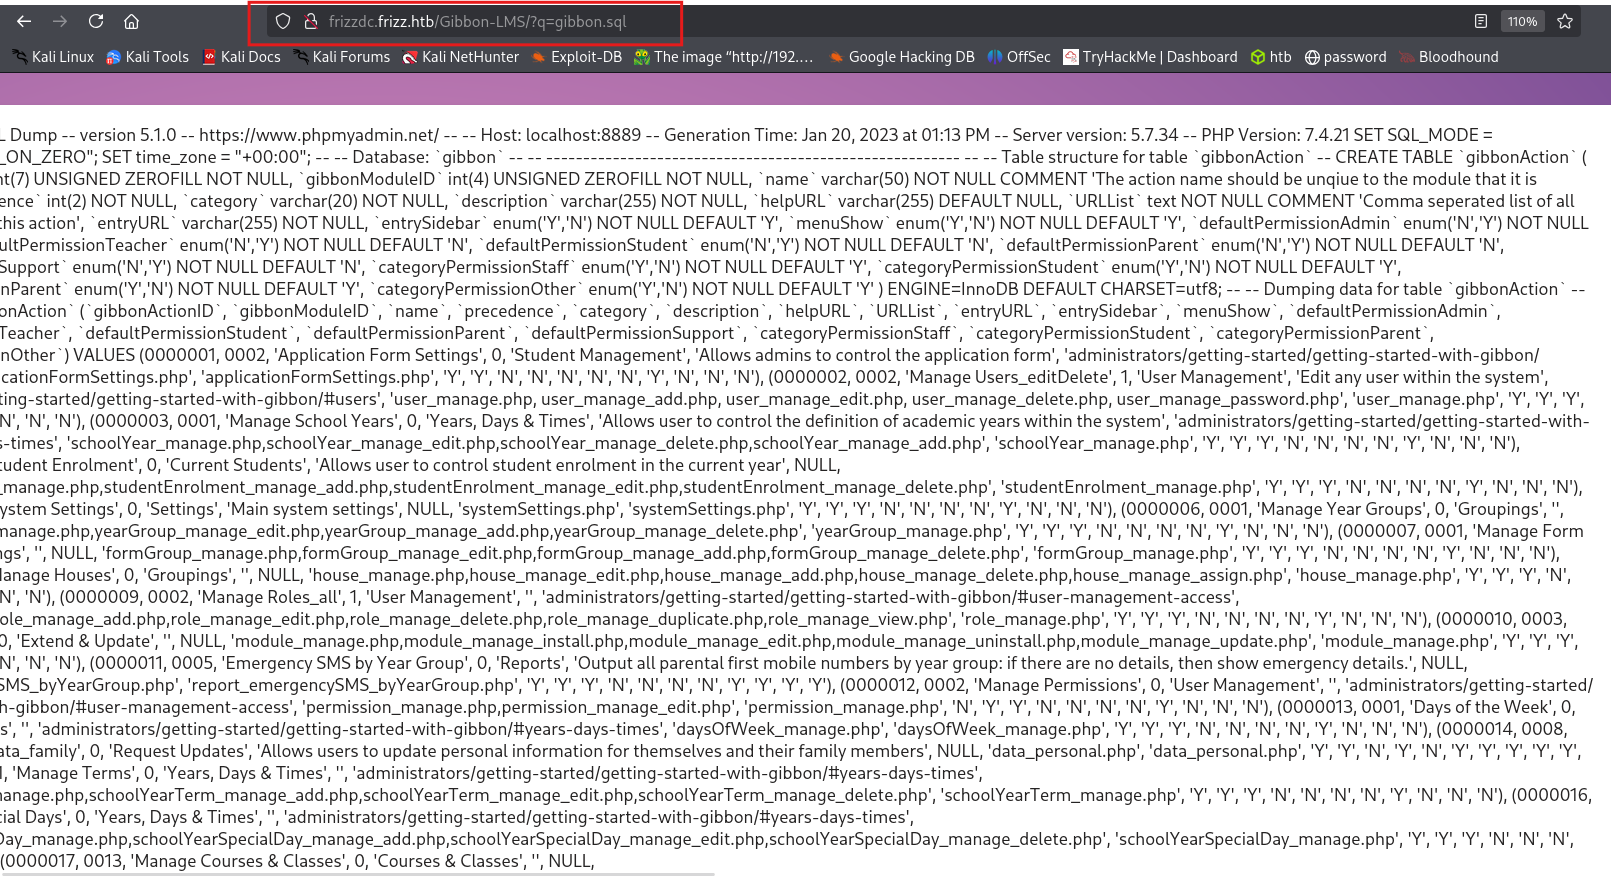 frizzdc.frizz.htb/Gibbon-LMS/?q=gibbon.sql
110%
Kali Linux Kali Tools Kali Docs Kali Forums Kali NetHunter Exploit-DB The image “http://192.... Google Hacking DB OffSec TryHackMe | Dashboard htb password Bloodhound
L Dump -- version 5.1.0 -- https://www.phpmyadmin.net/ -- -- Host: localhost:8889 -- Generation Time: Jan 20, 2023 at 01:13 PM -- Server version: 5.7.34 -- PHP Version: 7.4.21 SET SQL_MODE =
_ON_ZERO"; SET time_zone = "+00:00"; -- -- Database: `gibbon` -- -- -------------------------------------------------------- -- -- Table structure for table `gibbonAction` -- CREATE TABLE `gibbonAction` (
nt(7) UNSIGNED ZEROFILL NOT NULL, `gibbonModuleID` int(4) UNSIGNED ZEROFILL NOT NULL, `name` varchar(50) NOT NULL COMMENT 'The action name should be unqiue to the module that it is
ence` int(2) NOT NULL, `category` varchar(20) NOT NULL, `description` varchar(255) NOT NULL, `helpURL` varchar(255) DEFAULT NULL, `URLList` text NOT NULL COMMENT 'Comma seperated list of all
this action', `entryURL` varchar(255) NOT NULL, `entrySidebar` enum('Y','N') NOT NULL DEFAULT 'Y', `menuShow` enum('Y','N') NOT NULL DEFAULT 'Y', `defaultPermissionAdmin` enum('N','Y') NOT NULL
ultPermissionTeacher` enum('N','Y') NOT NULL DEFAULT 'N', `defaultPermissionStudent` enum('N','Y') NOT NULL DEFAULT 'N', `defaultPermissionParent` enum('N','Y') NOT NULL DEFAULT 'N',
Support` enum('N','Y') NOT NULL DEFAULT 'N', `categoryPermissionStaff` enum('Y','N') NOT NULL DEFAULT 'Y', `categoryPermissionStudent` enum('Y','N') NOT NULL DEFAULT 'Y',
nParent` enum('Y','N') NOT NULL DEFAULT 'Y', `categoryPermissionOther` enum('Y','N') NOT NULL DEFAULT 'Y' ) ENGINE=InnoDB DEFAULT CHARSET=utf8; -- -- Dumping data for table `gibbonAction` --
onAction` (`gibbonActionID`, `gibbonModuleID`, `name`, `precedence`, `category`, `description`, `helpURL`, `URLList`, `entryURL`, `entrySidebar`, `menuShow`, `defaultPermissionAdmin`,
Teacher`, `defaultPermissionStudent`, `defaultPermissionParent`, `defaultPermissionSupport`, `categoryPermissionStaff`, `categoryPermissionStudent`, `categoryPermissionParent`,
nOther`) VALUES (0000001, 0002, 'Application Form Settings', 0, 'Student Management', 'Allows admins to control the application form', 'administrators/getting-started/getting-started-with-gibbon/
icationFormSettings.php', 'applicationFormSettings.php', 'Y', 'Y', 'N', 'N', 'N', 'N', 'Y', 'N', 'N', 'N'), (0000002, 0002, 'Manage Users_editDelete', 1, 'User Management', 'Edit any user within the system',
ting-started/getting-started-with-gibbon/#users', 'user_manage.php, user_manage_add.php, user_manage_edit.php, user_manage_delete.php, user_manage_password.php', 'user_manage.php', 'Y', 'Y', 'Y',
N', 'N', 'N'), (0000003, 0001, 'Manage School Years', 0, 'Years, Days & Times', 'Allows user to control the definition of academic years within the system', 'administrators/getting-started/getting-started-with-
s-times', 'schoolYear_manage.php,schoolYear_manage_edit.php,schoolYear_manage_delete.php,schoolYear_manage_add.php', 'schoolYear_manage.php', 'Y', 'Y', 'Y', 'N', 'N', 'N', 'N', 'Y', 'N', 'N', 'N'),
tudent Enrolment', 0, 'Current Students', 'Allows user to control student enrolment in the current year', NULL,
_manage.php,studentEnrolment_manage_add.php,studentEnrolment_manage_edit.php,studentEnrolment_manage_delete.php', 'studentEnrolment_manage.php', 'Y', 'Y', 'Y', 'N', 'N', 'N', 'N', 'Y', 'N', 'N', 'N'),
ystem Settings', 0, 'Settings', 'Main system settings', NULL, 'systemSettings.php', 'systemSettings.php', 'Y', 'Y', 'Y', 'N', 'N', 'N', 'N', 'Y', 'N', 'N', 'N'), (0000006, 0001, 'Manage Year Groups', 0, 'Groupings', '',
manage.php,yearGroup_manage_edit.php,yearGroup_manage_add.php,yearGroup_manage_delete.php', 'yearGroup_manage.php', 'Y', 'Y', 'Y', 'N', 'N', 'N', 'N', 'Y', 'N', 'N', 'N'), (0000007, 0001, 'Manage Form
ngs', '', NULL, 'formGroup_manage.php,formGroup_manage_edit.php,formGroup_manage_add.php,formGroup_manage_delete.php', 'formGroup_manage.php', 'Y', 'Y', 'Y', 'N', 'N', 'N', 'N', 'Y', 'N', 'N', 'N'),
Manage Houses', 0, 'Groupings', '', NULL, 'house_manage.php,house_manage_edit.php,house_manage_add.php,house_manage_delete.php,house_manage_assign.php', 'house_manage.php', 'Y', 'Y', 'Y', 'N',
N', 'N'), (0000009, 0002, 'Manage Roles_all', 1, 'User Management', '', 'administrators/getting-started/getting-started-with-gibbon/#user-management-access',
role_manage_add.php,role_manage_edit.php,role_manage_delete.php,role_manage_duplicate.php,role_manage_view.php', 'role_manage.php', 'Y', 'Y', 'Y', 'N', 'N', 'N', 'N', 'Y', 'N', 'N', 'N'), (0000010, 0003,
0, 'Extend & Update', '', NULL, 'module_manage.php,module_manage_install.php,module_manage_edit.php,module_manage_uninstall.php,module_manage_update.php', 'module_manage.php', 'Y', 'Y', 'Y',
N', 'N', 'N'), (0000011, 0005, 'Emergency SMS by Year Group', 0, 'Reports', 'Output all parental first mobile numbers by year group: if there are no details, then show emergency details.', NULL,
SMS_byYearGroup.php', 'report_emergencySMS_byYearGroup.php', 'Y', 'Y', 'Y', 'N', 'N', 'N', 'N', 'Y', 'Y', 'Y', 'Y'), (0000012, 0002, 'Manage Permissions', 0, 'User Management', '', 'administrators/getting-started/
h-gibbon/#user-management-access', 'permission_manage.php,permission_manage_edit.php', 'permission_manage.php', 'N', 'Y', 'Y', 'N', 'N', 'N', 'N', 'Y', 'N', 'N', 'N'), (0000013, 0001, 'Days of the Week', 0,
s', '', 'administrators/getting-started/getting-started-with-gibbon/#years-days-times', 'daysOfWeek_manage.php', 'daysOfWeek_manage.php', 'Y', 'Y', 'Y', 'N', 'N', 'N', 'N', 'Y', 'N', 'N', 'N'), (0000014, 0008,
ata_family', 0, 'Request Updates', 'Allows users to update personal information for themselves and their family members', NULL, 'data_personal.php', 'data_personal.php', 'Y', 'Y', 'N', 'Y', 'N', 'Y', 'Y', 'Y', 'Y', 'Y',
1, 'Manage Terms', 0, 'Years, Days & Times', '', 'administrators/getting-started/getting-started-with-gibbon/#years-days-times',
manage.php,schoolYearTerm_manage_add.php,schoolYearTerm_manage_edit.php,schoolYearTerm_manage_delete.php', 'schoolYearTerm_manage.php', 'Y', 'Y', 'Y', 'N', 'N', 'N', 'N', 'Y', 'N', 'N', 'N'), (0000016,
cial Days', 0, 'Years, Days & Times', '', 'administrators/getting-started/getting-started-with-gibbon/#years-days-times',
Day_manage.php,schoolYearSpecialDay_manage_add.php,schoolYearSpecialDay_manage_edit.php,schoolYearSpecialDay_manage_delete.php', 'schoolYearSpecialDay_manage.php', 'Y', 'Y', 'Y', 'N', 'N', 'N',
(0000017, 0013, 'Manage Courses & Classes', 0, 'Courses & Classes', '', NULL,